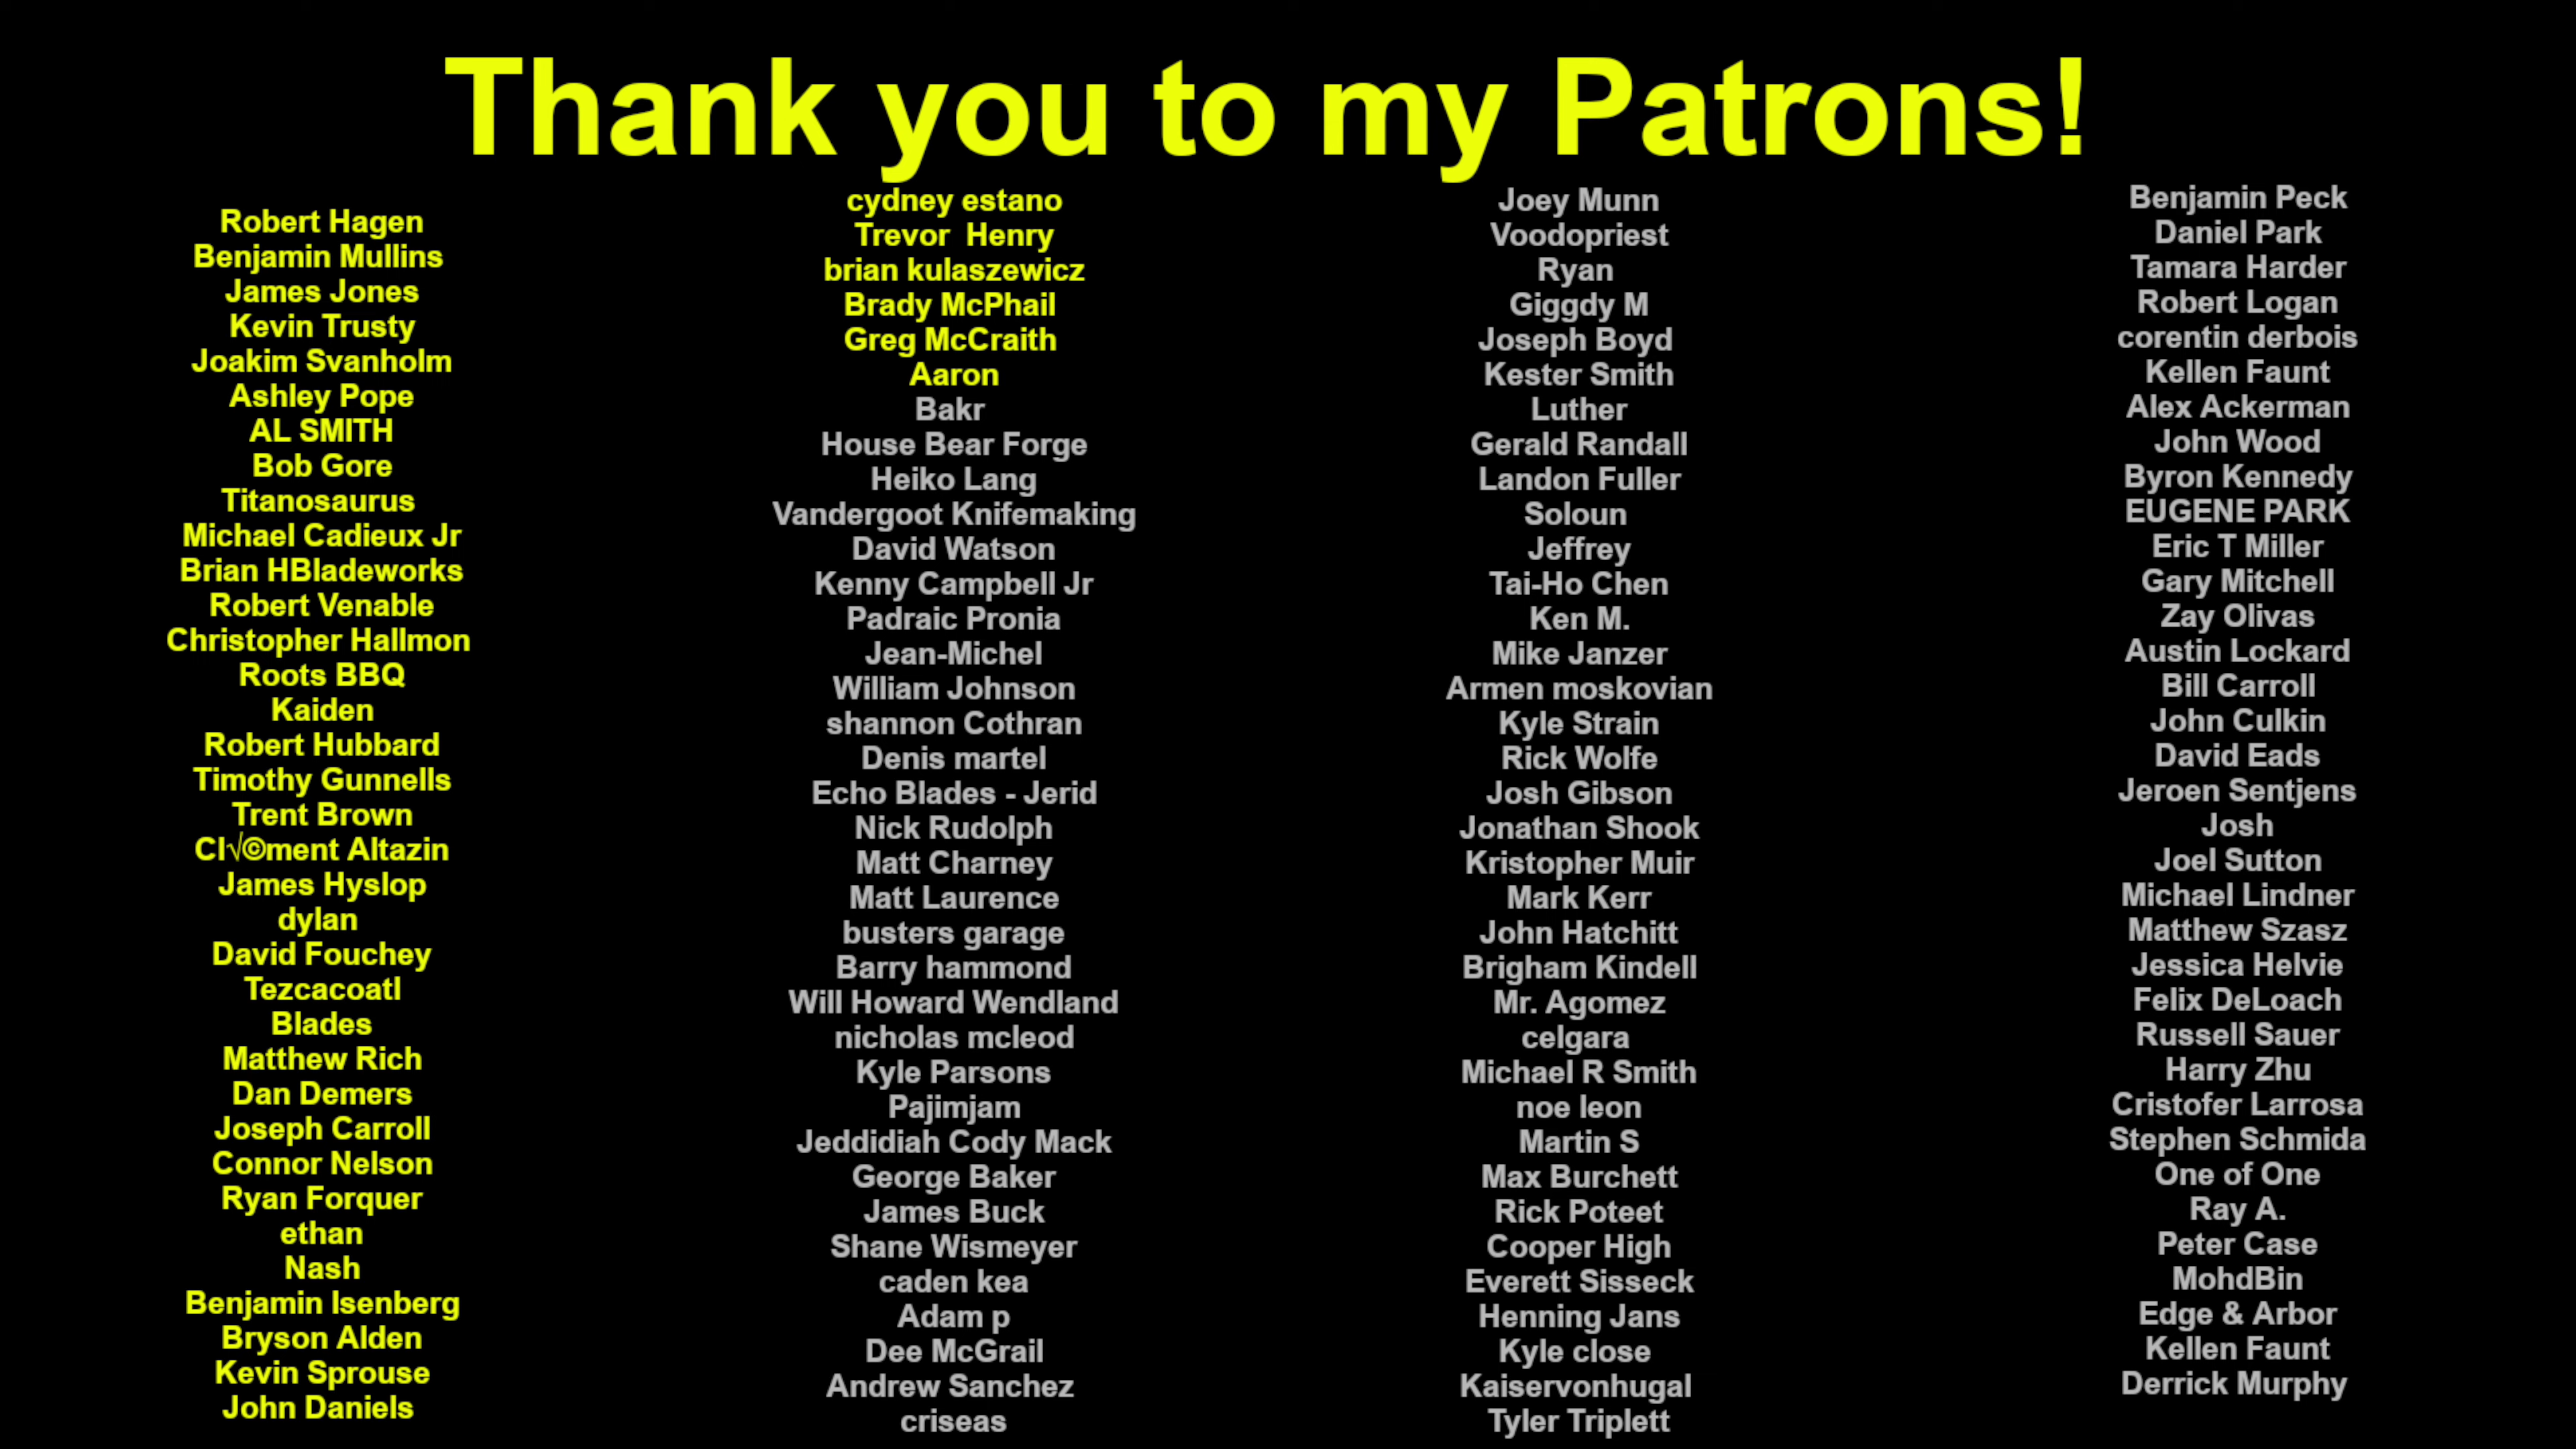 Thank you to my Patrons!
Robert Hagen
Benjamin Mullins
James Jones
Kevin Trusty
Joakim Svanholm
Ashley Pope
AL SMITH
Bob Gore
Titanosaurus
Michael Cadieux Jr
Brian HBladeworks
Robert Venable
Christopher Hallmon
Roots BBQ
Kaiden
Robert Hubbard
Timothy Gunnells
Trent Brown
Cl√©ment Altazin
James Hyslop
dylan
David Fouchey
Tezcacoatl
Blades
Matthew Rich
Dan Demers
Joseph Carroll
Connor Nelson
Ryan Forquer
ethan
Nash
Benjamin Isenberg
Bryson Alden
Kevin Sprouse
John Daniels
cydney estano
Trevor  Henry
brian kulaszewicz
Brady McPhail
Greg McCraith
Aaron
Bakr
House Bear Forge
Heiko Lang
Vandergoot Knifemaking
David Watson
Kenny Campbell Jr
Padraic Pronia
Jean-Michel
William Johnson
shannon Cothran
Denis martel
Echo Blades - Jerid
Nick Rudolph
Matt Charney
Matt Laurence
busters garage
Barry hammond
Will Howard Wendland
nicholas mcleod
Kyle Parsons
Pajimjam
Jeddidiah Cody Mack
George Baker
James Buck
Shane Wismeyer
caden kea
Adam p
Dee McGrail
Andrew Sanchez
criseas
Joey Munn
Voodopriest
Ryan
Giggdy M
Joseph Boyd
Kester Smith
Luther
Gerald Randall
Landon Fuller
Soloun
Jeffrey
Tai-Ho Chen
Ken M.
Mike Janzer
Armen moskovian
Kyle Strain
Rick Wolfe
Josh Gibson
Jonathan Shook
Kristopher Muir
Mark Kerr
John Hatchitt
Brigham Kindell
Mr. Agomez
celgara
Michael R Smith
noe leon
Martin S
Max Burchett
Rick Poteet
Cooper High
Everett Sisseck
Henning Jans
Kyle close
Kaiservonhugal
Tyler Triplett
Benjamin Peck
Daniel Park
Tamara Harder
Robert Logan
corentin derbois
Kellen Faunt
Alex Ackerman
John Wood
Byron Kennedy
EUGENE PARK
Eric T Miller
Gary Mitchell
Zay Olivas
Austin Lockard
Bill Carroll
John Culkin
David Eads
Jeroen Sentjens
Josh
Joel Sutton
Michael Lindner
Matthew Szasz
Jessica Helvie
Felix DeLoach
Russell Sauer
Harry Zhu
Cristofer Larrosa
Stephen Schmida
One of One
Ray A.
Peter Case
MohdBin
Edge & Arbor
Kellen Faunt
Derrick Murphy